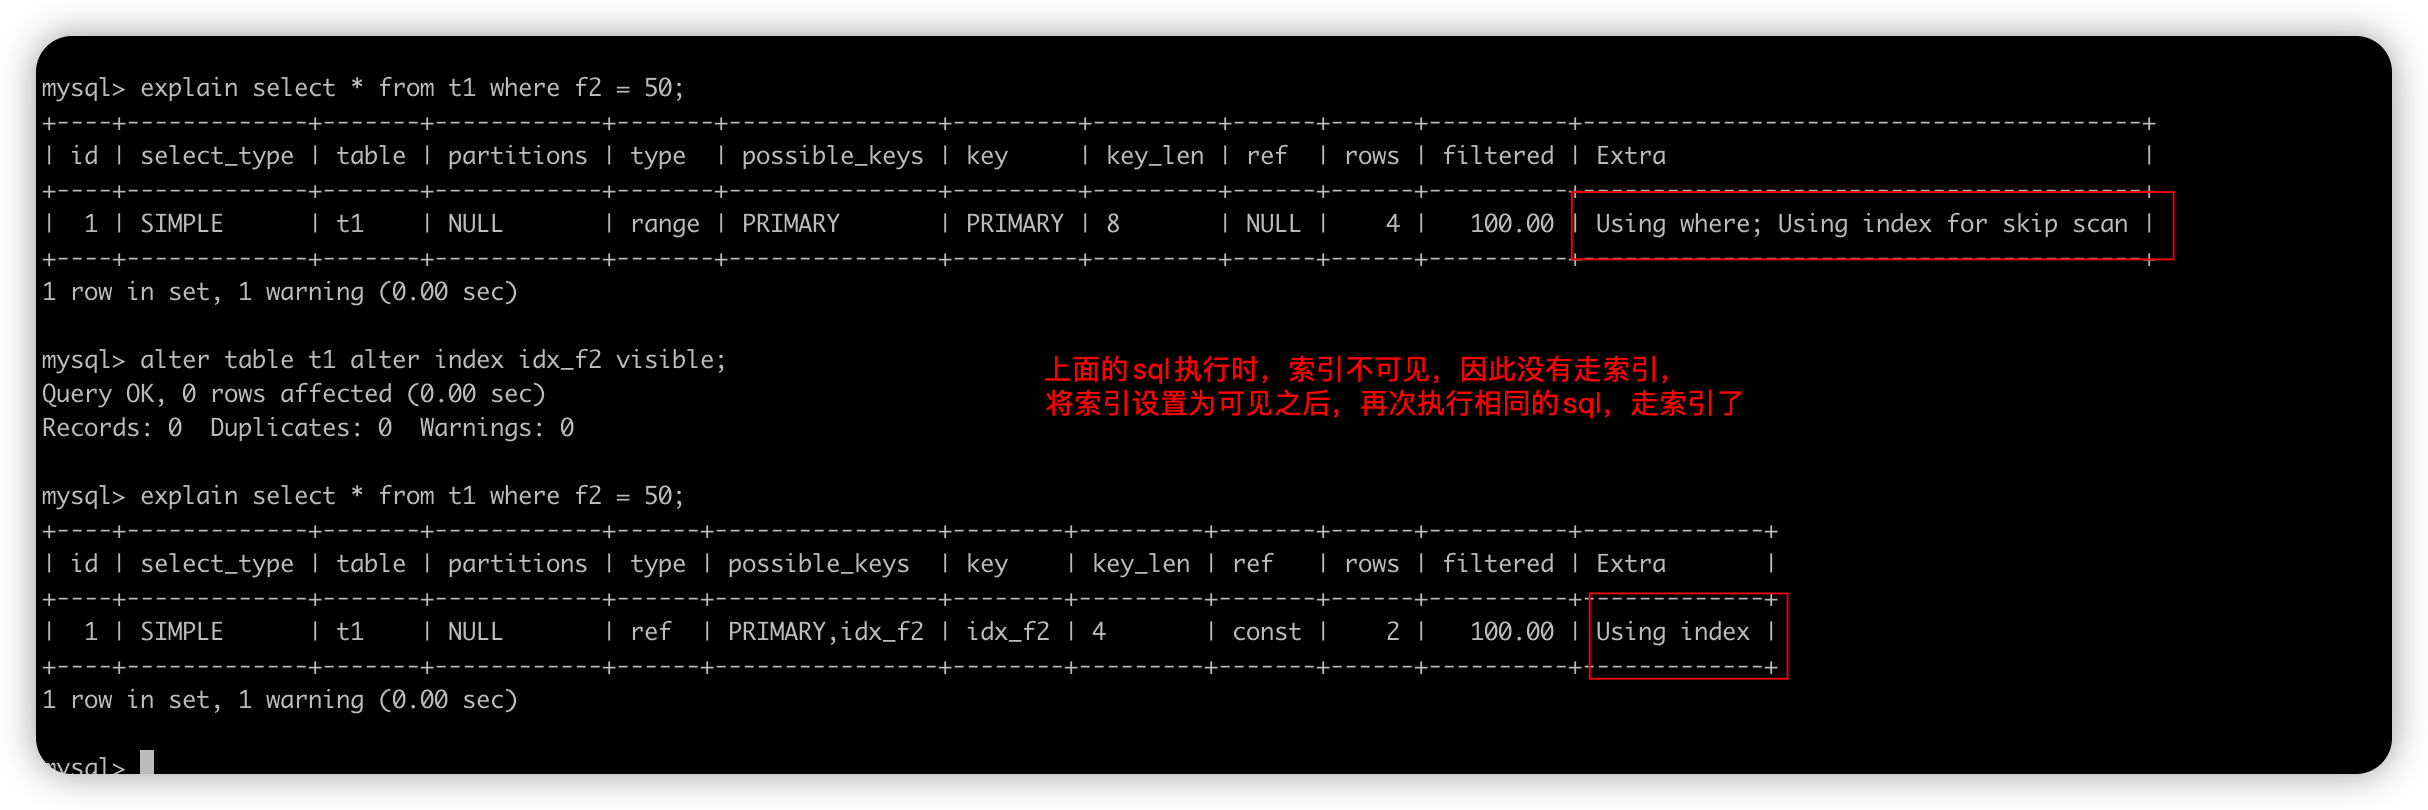 mysql> explain select * from t1 where f2 = 50;
+----+-------------+-------+------------+-------+---------------+---------+---------+------+------+----------+----------------------------------------+
| id | select_type | table | partitions | type  | possible_keys | key     | key_len | ref  | rows | filtered | Extra                                  |
+----+-------------+-------+------------+-------+---------------+---------+---------+------+------+----------+----------------------------------------+
|  1 | SIMPLE      | t1    | NULL       | range | PRIMARY       | PRIMARY | 8       | NULL |    4 |   100.00 | Using where; Using index for skip scan |
+----+-------------+-------+------------+-------+---------------+---------+---------+------+------+----------+----------------------------------------+
1 row in set, 1 warning (0.00 sec)
mysql> alter table t1 alter index idx_f2 visible;
Query OK, 0 rows affected (0.00 sec)
Records: 0  Duplicates: 0  Warnings: 0
上面的sql执行时，索引不可见，因此没有走索引，
将索引设置为可见之后，再次执行相同的sql，走索引了
mysql> explain select * from t1 where f2 = 50;
+----+-------------+-------+------------+------+----------------+--------+---------+-------+------+----------+-------------+
| id | select_type | table | partitions | type | possible_keys  | key    | key_len | ref   | rows | filtered | Extra       |
+----+-------------+-------+------------+------+----------------+--------+---------+-------+------+----------+-------------+
|  1 | SIMPLE      | t1    | NULL       | ref  | PRIMARY,idx_f2 | idx_f2 | 4       | const |    2 |   100.00 | Using index |
+----+-------------+-------+------------+------+----------------+--------+---------+-------+------+----------+-------------+
1 row in set, 1 warning (0.00 sec)
mysql>